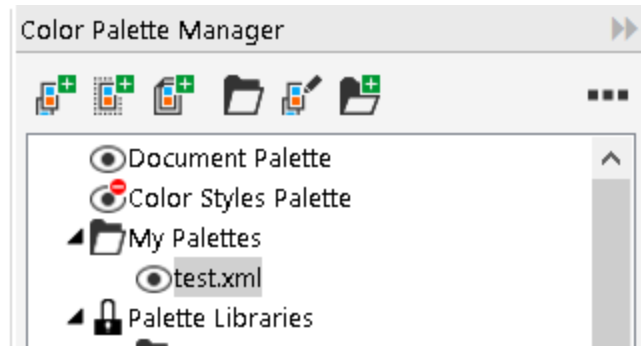 Color Palette Manager
Document Palette
Color Styles Palette
My Palettes
test.xml
Palette Libraries